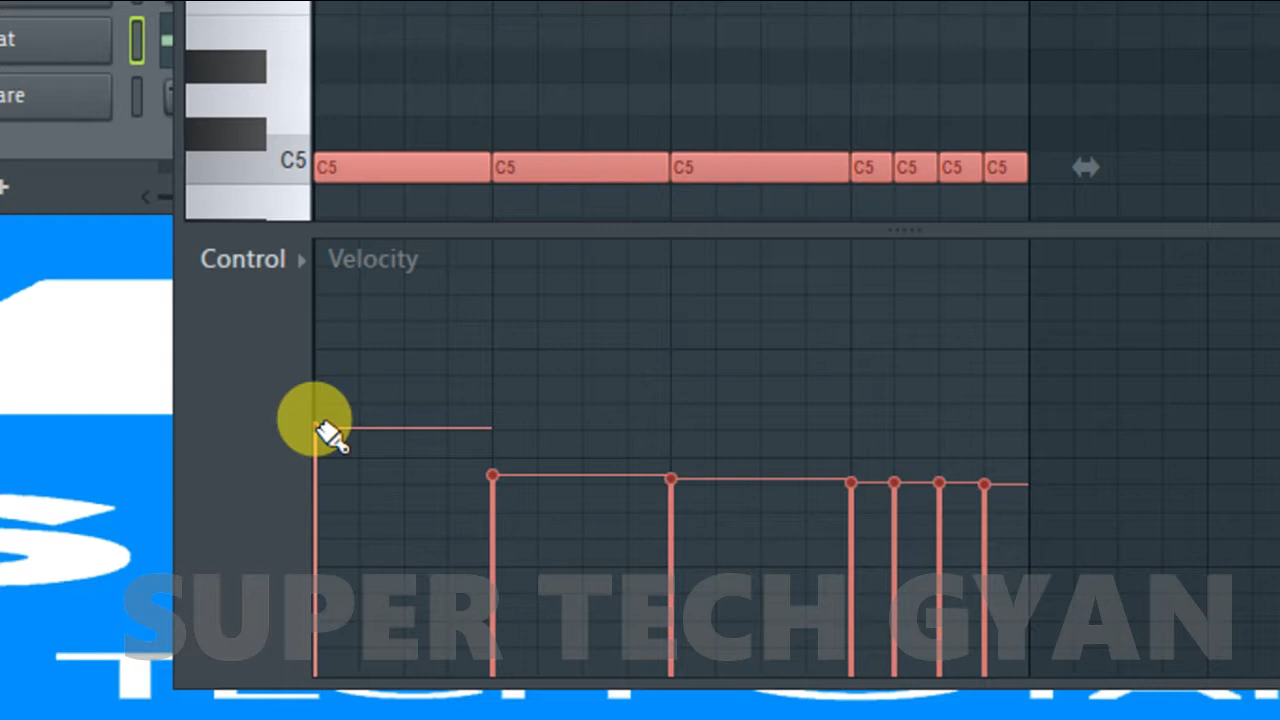 at
are
C5
C5 C5 C5 C5 C5 C5 C5
Control Velocity
SUPER TECH GYAN